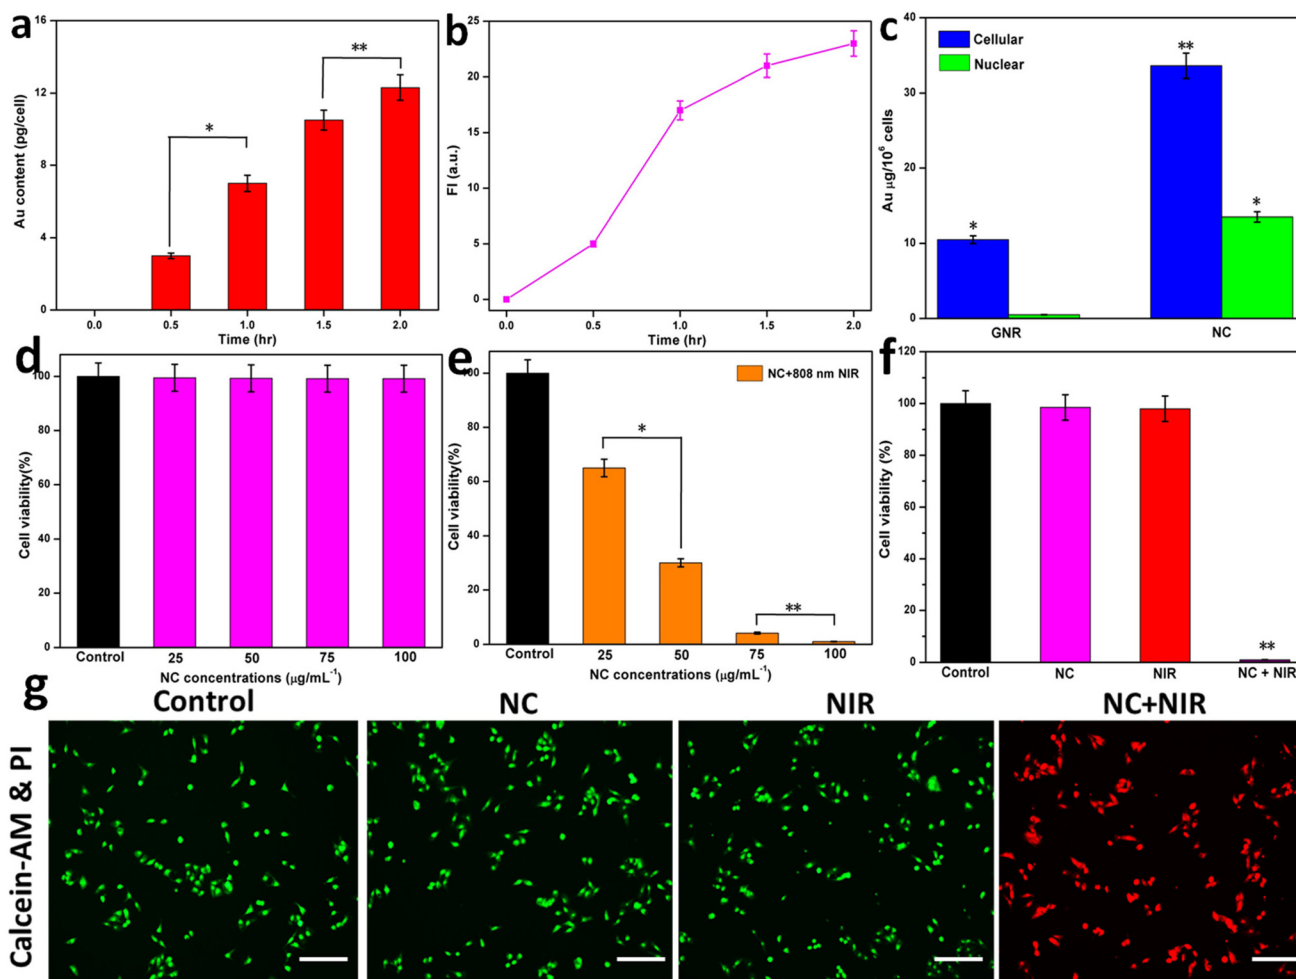 a
16
12
8
4
0
Au content (pg/cell)
*
**
0.0 0.5 1.0 1.5 2.0
Time (hr)
b
25
20
15
10
5
0
FI (a.u.)
0.0 0.5 1.0 1.5 2.0
Time (hr)
c
40
30
20
10
0
Au µg/10⁶ cells
Cellular
Nuclear
*
**
*
GNR NC
d
100
80
60
40
20
0
Cell viability(%)
Control 25 50 75 100
NC concentrations (µg/mL⁻¹)
e
100
80
60
40
20
0
Cell viability(%)
NC+808 nm NIR
*
**
Control 25 50 75 100
NC concentrations (µg/mL⁻¹)
f
120
100
80
60
40
20
0
Cell viability (%)
**
Control NC NIR NC + NIR
g
Control NC NIR NC+NIR
Calcein-AM & PI